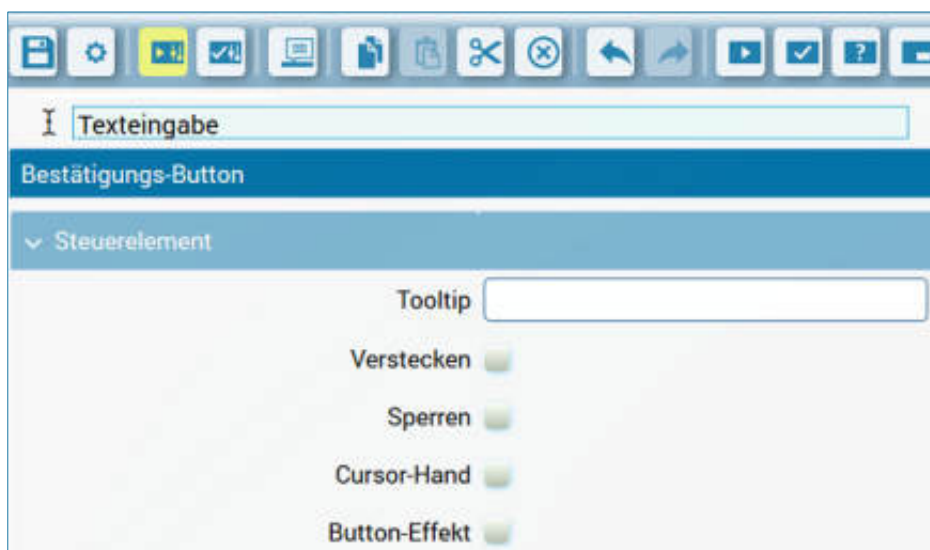 Texteingabe
Bestätigungs-Button
Steuerelement
Tooltip
Verstecken
Sperren
Cursor-Hand
Button-Effekt